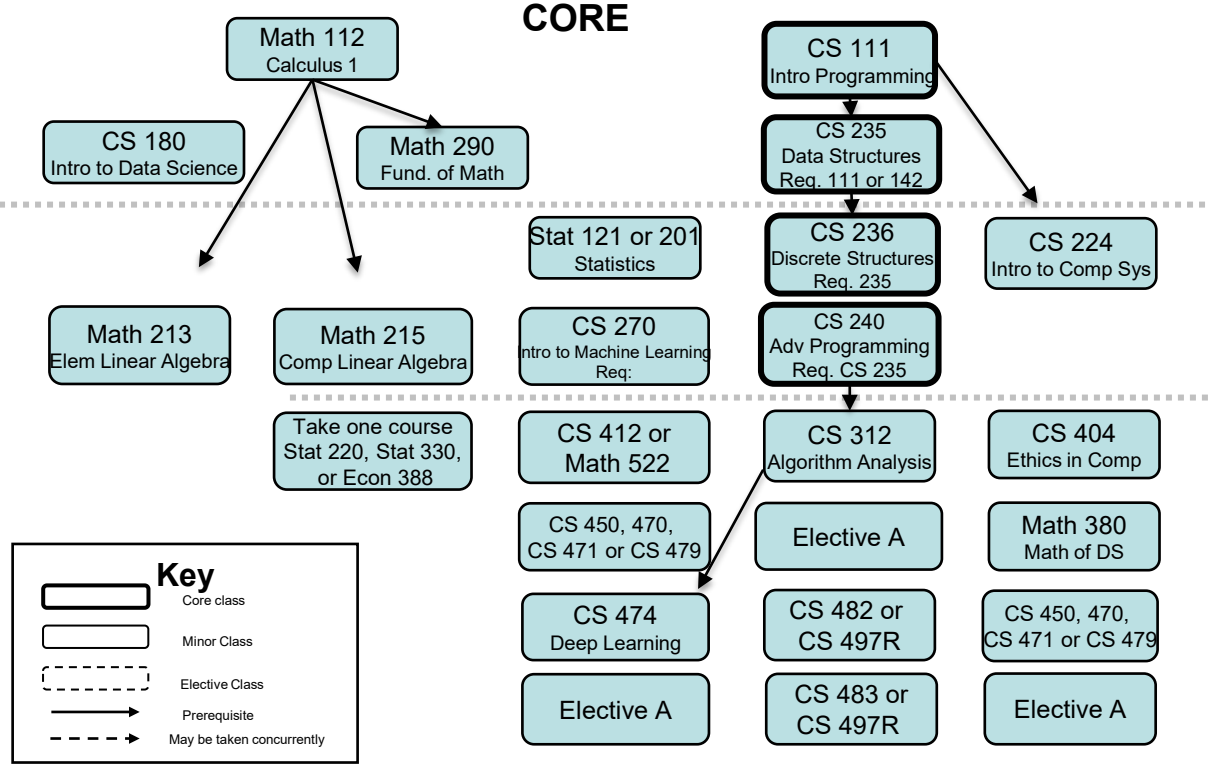 CORE
Math 112
Calculus 1
CS 111
Intro Programming
CS 180
Intro to Data Science
Math 290
Fund. of Math
CS 235
Data Structures
Req. 111 or 142
Stat 121 or 201
Statistics
CS 236
Discrete Structures
Req. 235
CS 224
Intro to Comp Sys
Math 213
Elem Linear Algebra
Math 215
Comp Linear Algebra
CS 270
Intro to Machine Learning
Req:
CS 240
Adv Programming
Req. CS 235
Take one course
Stat 220, Stat 330,
or Econ 388
CS 412 or
Math 522
CS 312
Algorithm Analysis
CS 404
Ethics in Comp
CS 450, 470,
CS 471 or CS 479
Elective A
Math 380
Math of DS
CS 474
Deep Learning
CS 482 or
CS 497R
CS 450, 470,
CS 471 or CS 479
Elective A
CS 483 or
CS 497R
Elective A
Key
Core class
Minor Class
Elective Class
Prerequisite
May be taken concurrently